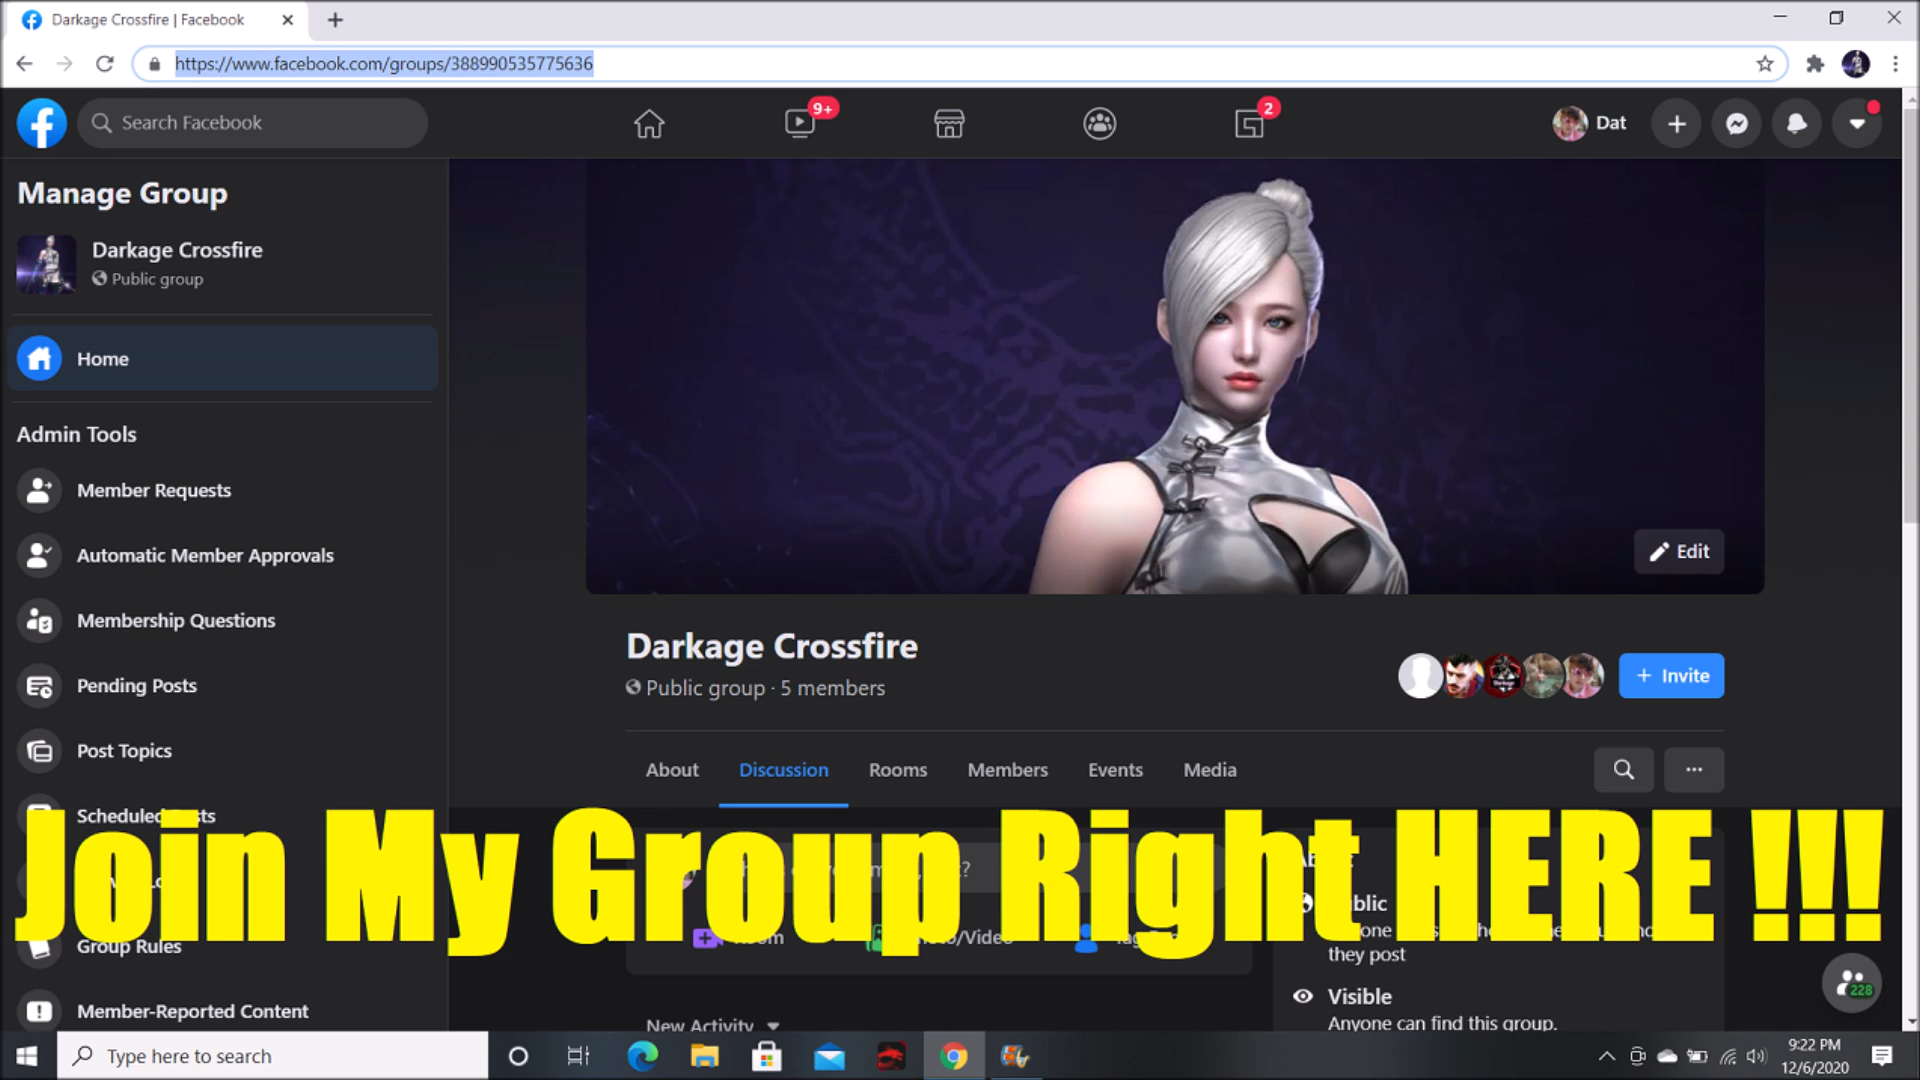 Darkage Crossfire | Facebook
https://www.facebook.com/groups/388990535775636
Search Facebook
9+
2
Dat
Manage Group
Darkage Crossfire
Public group
Home
Admin Tools
Member Requests
Automatic Member Approvals
Membership Questions
Pending Posts
Post Topics
Group Rules
Member-Reported Content
Edit
Darkage Crossfire
Public group · 5 members
+ Invite
About
Discussion
Rooms
Members
Events
Media
Join My Group Right HERE !!!
they post
Visible
Anyone can find this group.
228
New Activity
Type here to search
9:22 PM
12/6/2020